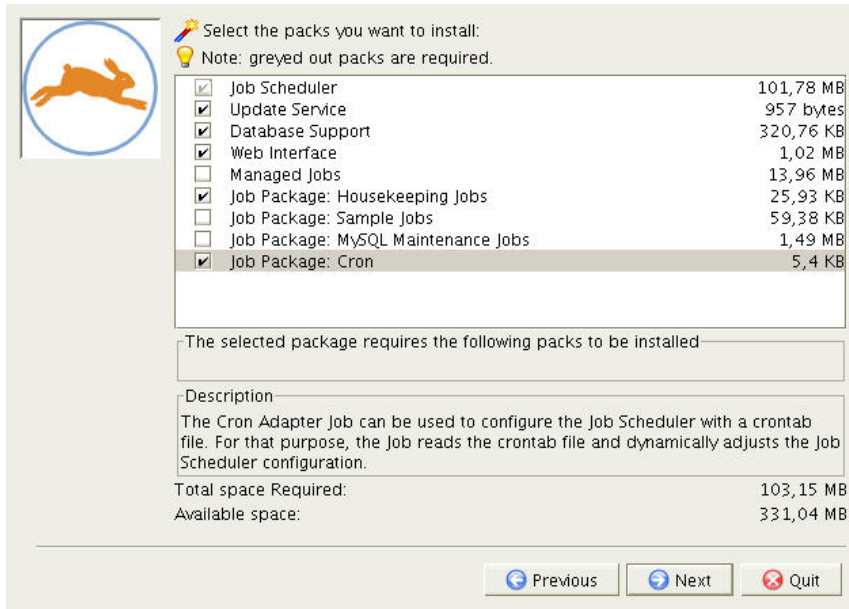 Select the packs you want to install:
Note: greyed out packs are required.
Job Scheduler 101,78 MB
Update Service 957 bytes
Database Support 320,76 KB
Web Interface 1,02 MB
Managed Jobs 13,96 MB
Job Package: Housekeeping Jobs 25,93 KB
Job Package: Sample Jobs 59,38 KB
Job Package: MySQL Maintenance Jobs 1,49 MB
Job Package: Cron 5,4 KB
The selected package requires the following packs to be installed
Description
The Cron Adapter Job can be used to configure the Job Scheduler with a crontab
file. For that purpose, the Job reads the crontab file and dynamically adjusts the Job
Scheduler configuration.
Total space Required: 103,15 MB
Available space: 331,04 MB
Previous Next Quit